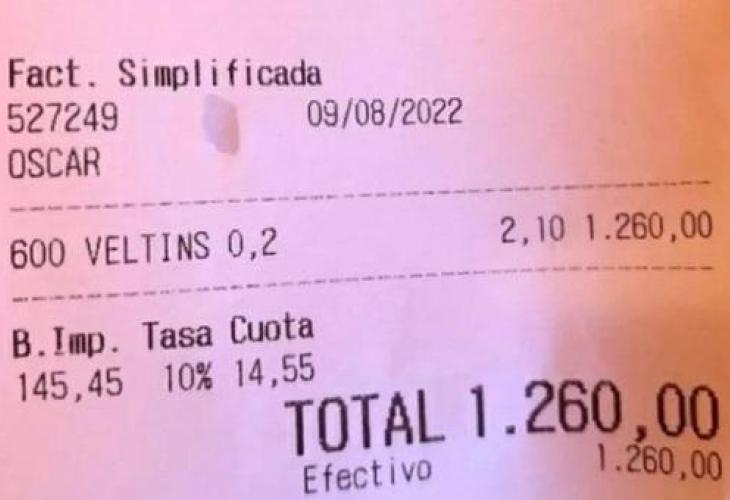 Fact. Simplificada
527249 09/08/2022
OSCAR
600 VELTINS 0,2 2,10 1.260,00
B.Imp. Tasa Cuota
145,45 10% 14,55
TOTAL 1.260,00
Efectivo 1.260,00